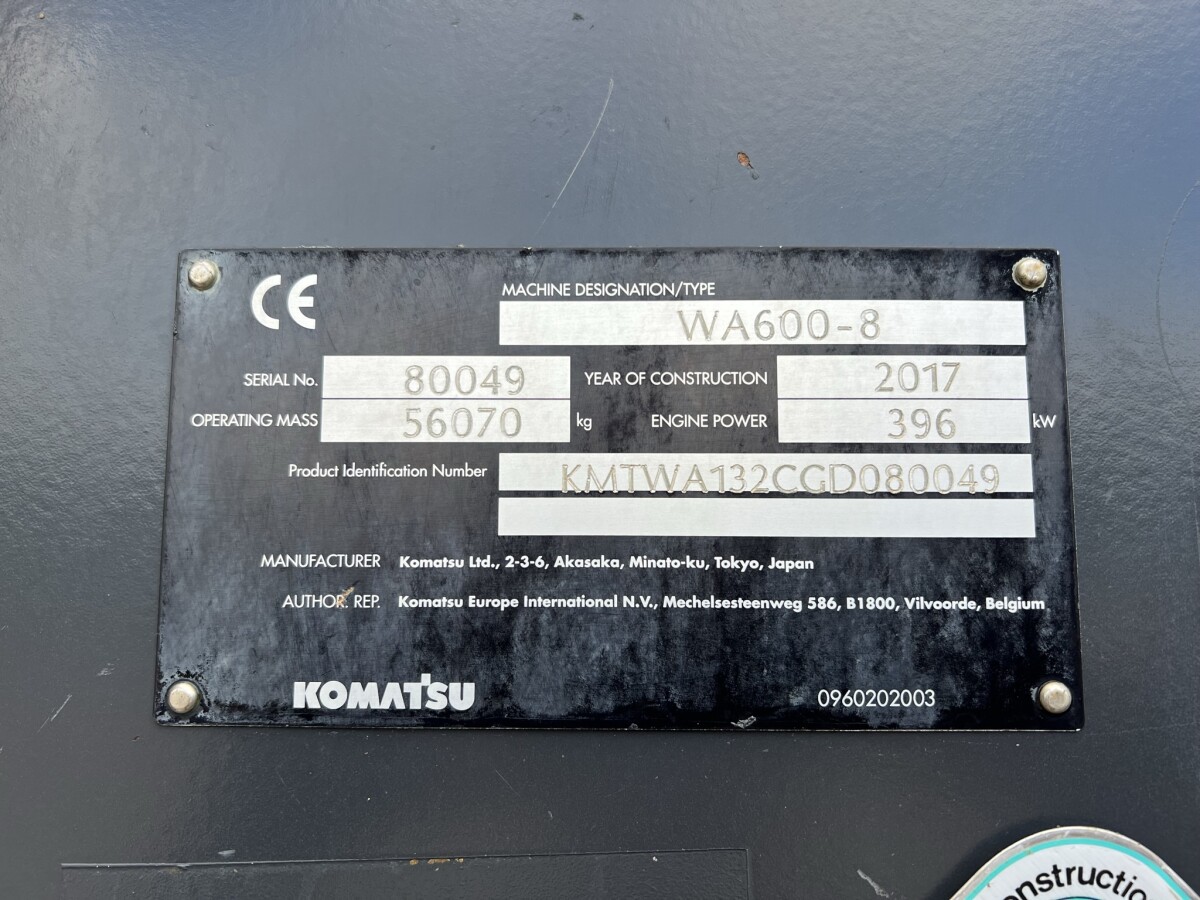 CE
MACHINE DESIGNATION/TYPE
WA600-8
SERIAL No. 80049 YEAR OF CONSTRUCTION 2017
OPERATING MASS 56070 kg ENGINE POWER 396 kW
Product Identification Number KMTWA132CGD080049
MANUFACTURER Komatsu Ltd., 2-3-6, Akasaka, Minato-ku, Tokyo, Japan
AUTHOR. REP. Komatsu Europe International N.V., Mechelsesteenweg 586, B1800, Vilvoorde, Belgium
KOMATSU 0960202003